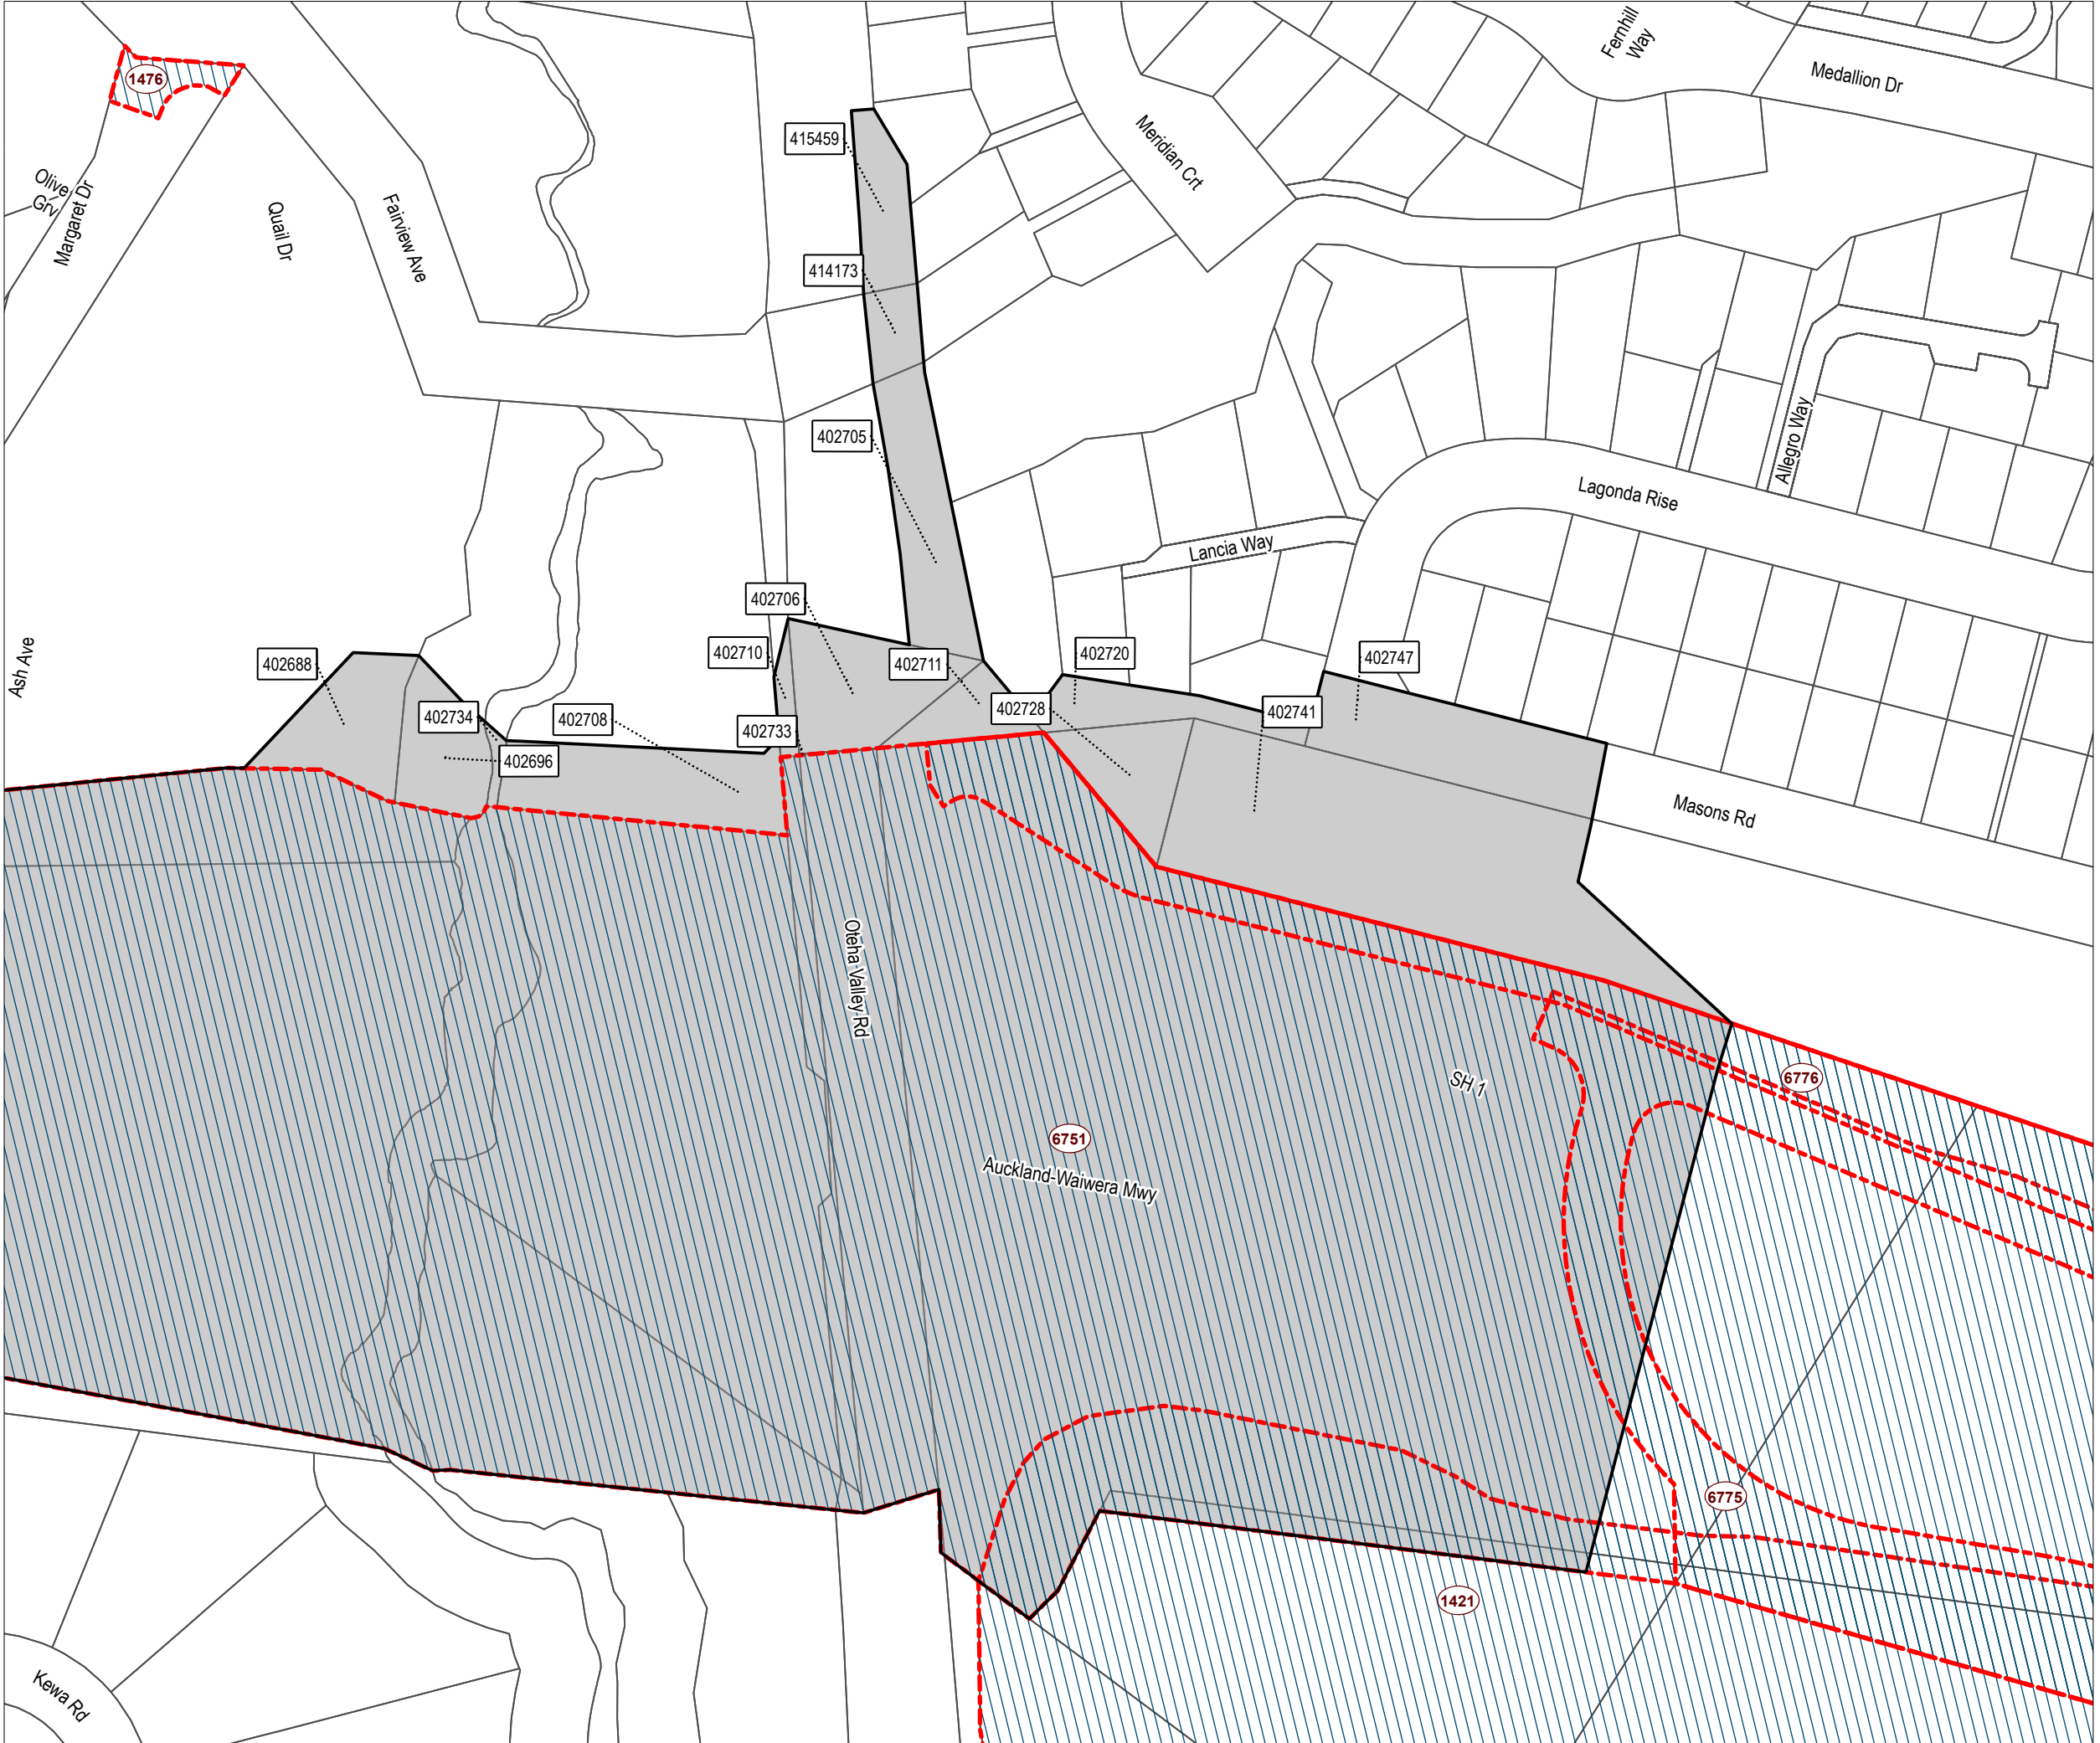 Fernhill
Way
Medallion Dr
1476
415459
Meridian Crt
Olive
Grv
Margaret Dr
Quail Dr
Fairview Ave
414173
402705
Allegro Way
Lagonda Rise
Lancia Way
402706
Ash Ave
402688
402710
402711
402720
402747
402734
402708
402733
402728
402741
402696
Masons Rd
Oteha Valley Rd
SH 1
6776
6751
Auckland-Waiwera Mwy
6775
1421
Kewa Rd